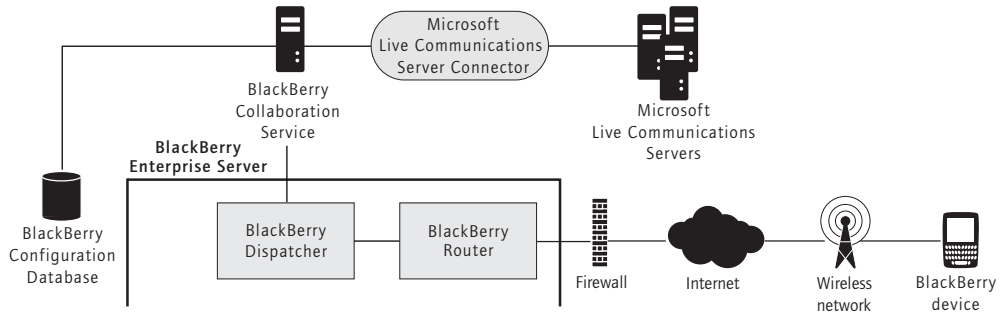 Microsoft
Live Communications
Server Connector
BlackBerry
Collaboration
Service
Microsoft
Live Communications
Servers
BlackBerry
Enterprise Server
BlackBerry
Configuration
Database
BlackBerry
Dispatcher
BlackBerry
Router
Firewall
Internet
Wireless
network
BlackBerry
device